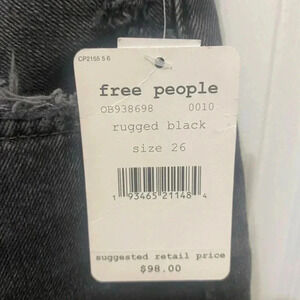 CP2155 5 6
free people
OB938698 0010
rugged black
size 26
1 93465 21148 4
suggested retail price
$98.00